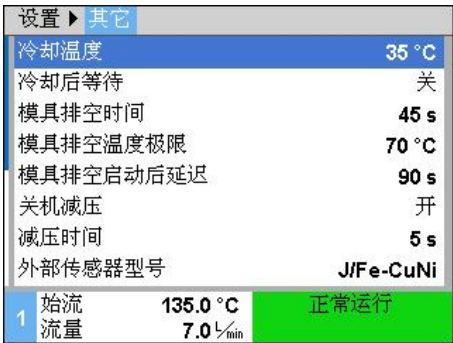 设置 ▶ 其它
冷却温度 35 °C
冷却后等待 关
模具排空时间 45 s
模具排空温度极限 70 °C
模具排空启动后延迟 90 s
关机减压 开
减压时间 5 s
外部传感器型号 J/Fe-CuNi
1 始流 135.0 °C 正常运行
流量 7.0 L/min